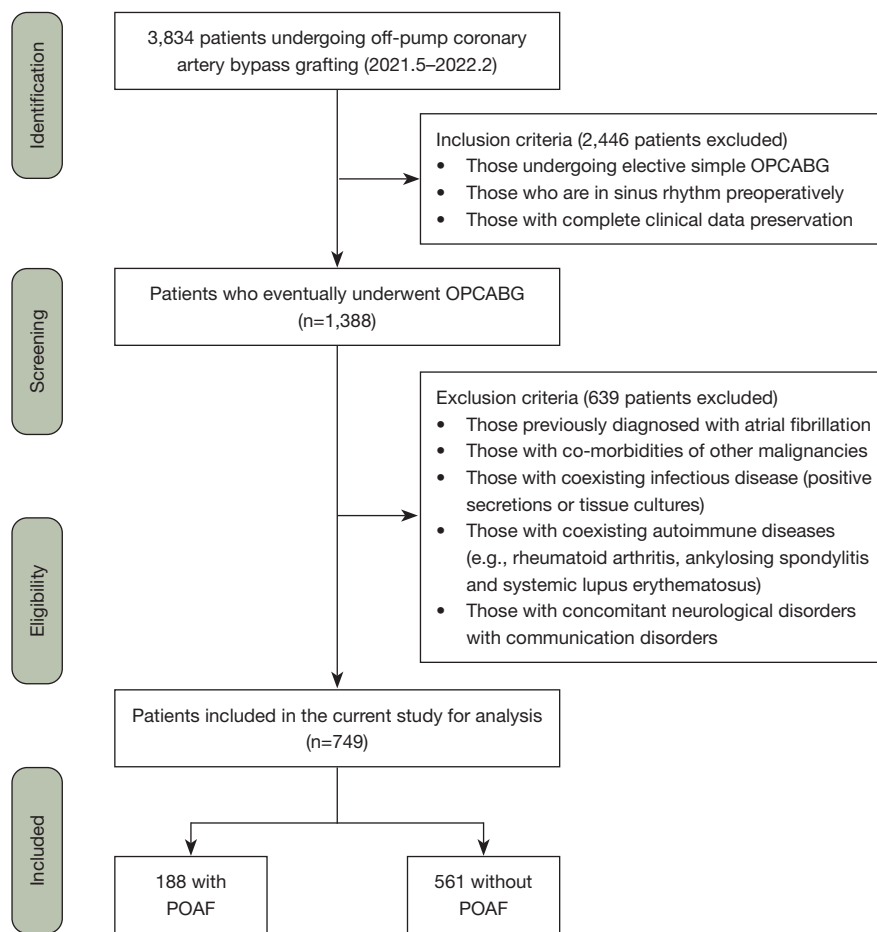 Identification
3,834 patients undergoing off-pump coronary
artery bypass grafting (2021.5–2022.2)
Inclusion criteria (2,446 patients excluded)
• Those undergoing elective simple OPCABG
• Those who are in sinus rhythm preoperatively
• Those with complete clinical data preservation
Screening
Patients who eventually underwent OPCABG
(n=1,388)
Exclusion criteria (639 patients excluded)
• Those previously diagnosed with atrial fibrillation
• Those with co-morbidities of other malignancies
• Those with coexisting infectious disease (positive
secretions or tissue cultures)
• Those with coexisting autoimmune diseases
(e.g., rheumatoid arthritis, ankylosing spondylitis
and systemic lupus erythematosus)
• Those with concomitant neurological disorders
with communication disorders
Eligibility
Patients included in the current study for analysis
(n=749)
Included
188 with
POAF
561 without
POAF